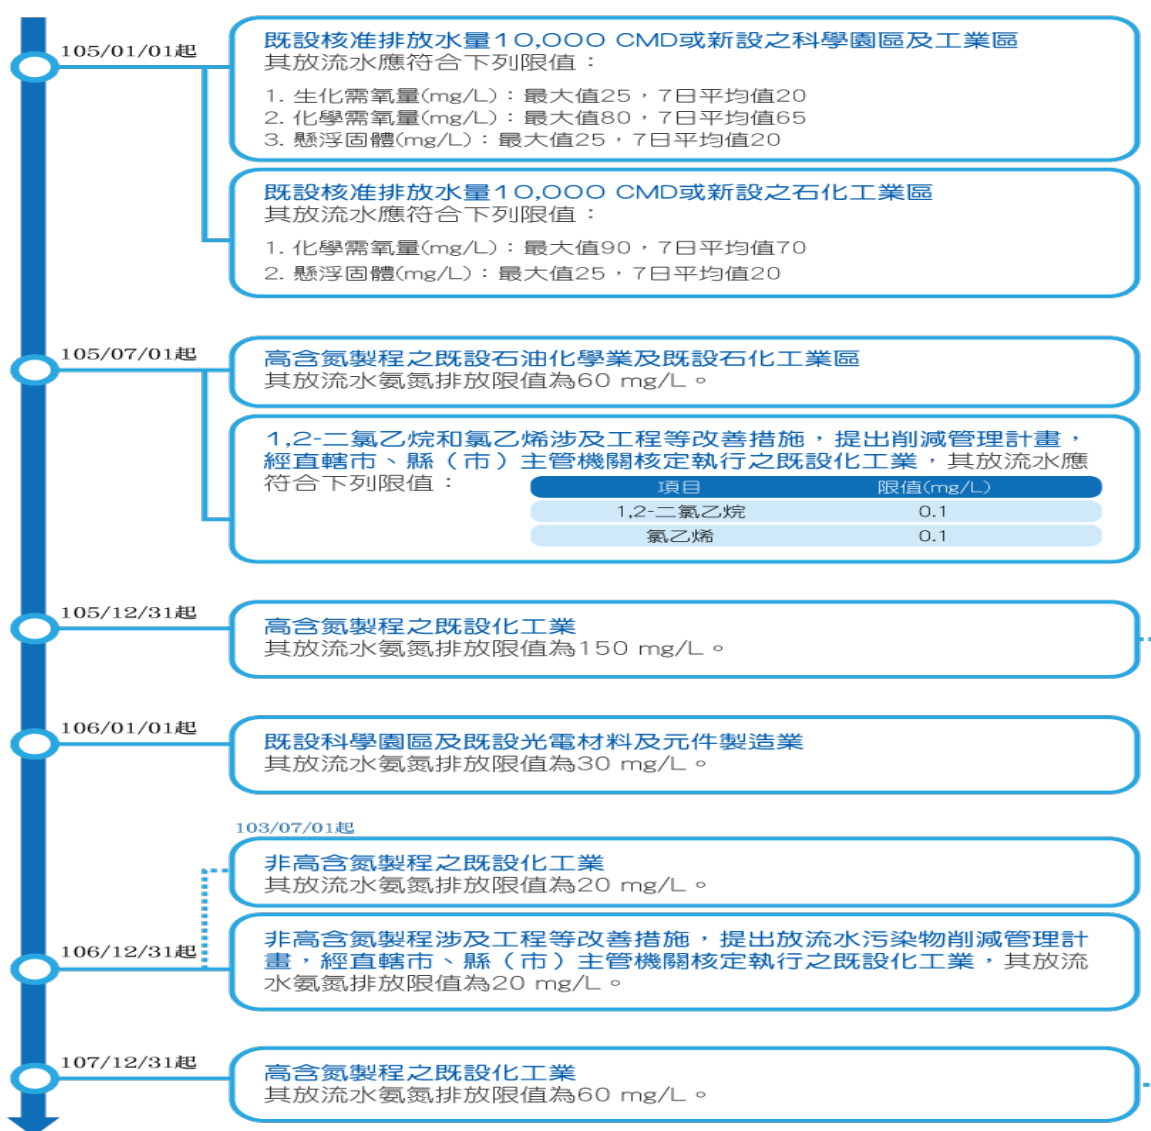 105/01/01起
既設核准排放水量10,000 CMD或新設之科學園區及工業區
其放流水應符合下列限值：
1. 生化需氧量(mg/L)：最大值25，7日平均值20
2. 化學需氧量(mg/L)：最大值80，7日平均值65
3. 懸浮固體(mg/L)：最大值25，7日平均值20
既設核准排放水量10,000 CMD或新設之石化工業區
其放流水應符合下列限值：
1. 化學需氧量(mg/L)：最大值90，7日平均值70
2. 懸浮固體(mg/L)：最大值25，7日平均值20
105/07/01起
高含氮製程之既設石油化學業及既設石化工業區
其放流水氨氮排放限值為60 mg/L。
1,2-二氯乙烷和氯乙烯涉及工程等改善措施，提出削減管理計畫，
經直轄市、縣（市）主管機關核定執行之既設化工業，其放流水應
符合下列限值：
項目 限值(mg/L)
1,2-二氯乙烷 0.1
氯乙烯 0.1
105/12/31起
高含氮製程之既設化工業
其放流水氨氮排放限值為150 mg/L。
106/01/01起
既設科學園區及既設光電材料及元件製造業
其放流水氨氮排放限值為30 mg/L。
103/07/01起
非高含氮製程之既設化工業
其放流水氨氮排放限值為20 mg/L。
106/12/31起
非高含氮製程涉及工程等改善措施，提出放流水污染物削減管理計
畫，經直轄市、縣（市）主管機關核定執行之既設化工業，其放流
水氨氮排放限值為20 mg/L。
107/12/31起
高含氮製程之既設化工業
其放流水氨氮排放限值為60 mg/L。